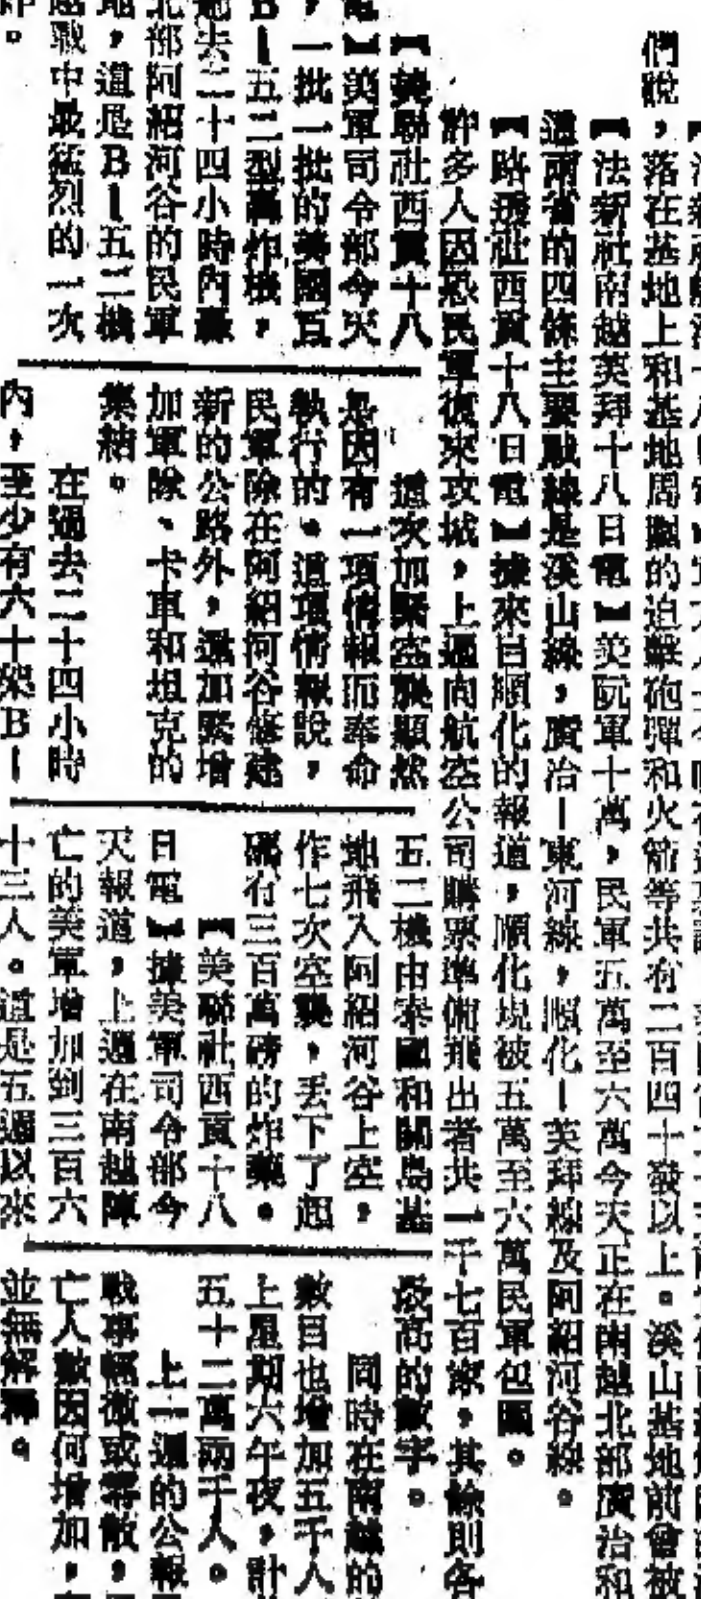 們說，落在基地上和基地周圍的迫擊砲彈和火箭等共有二百四十發以上。溪山基地前曾被
【法新社南越芙拜十八日電】美阮軍十萬，民軍五萬至六萬今天正在南越北部廣治和
這兩省的四條主要戰線是溪山線，廣治—東河線，順化—芙拜線及阿紹河谷線。
【路透社西貢十八日電】據來自順化的報道，順化現被五萬至六萬民軍包圍。
許多人因恐民軍復來攻城，上週向航空公司購票準備飛出者共一千七百家，其餘則各
【美聯社西貢十八
電】美軍司令部今天
，一批一批的美國巨
B—五二型轟炸機，
過去二十四小時內轟
北部阿紹河谷的民軍
地，這是B—五二機
越戰中最猛烈的一次
炸。
這次加緊空襲顯然
是因有一項情報而奉命
執行的。這項情報說，
民軍除在阿紹河谷修建
新的公路外，還加緊增
加軍隊、卡車和坦克的
集結。
在過去二十四小時
內，至少有六十架B—
五二機由泰國和關島基
地飛入阿紹河谷上空，
作七次空襲，丟下了超
過有三百萬磅的炸藥。
【美聯社西貢十八
日電】據美軍司令部今
天報道，上週在南越陣
亡的美軍增加到三百六
十三人。這是五週以來
最高的數字。
同時在南越的
數目也增加五千人
上星期六午夜，計
五十二萬兩千人。
上一週的公報
戰事輕微或零散，
亡人數因何增加，
並無解釋。